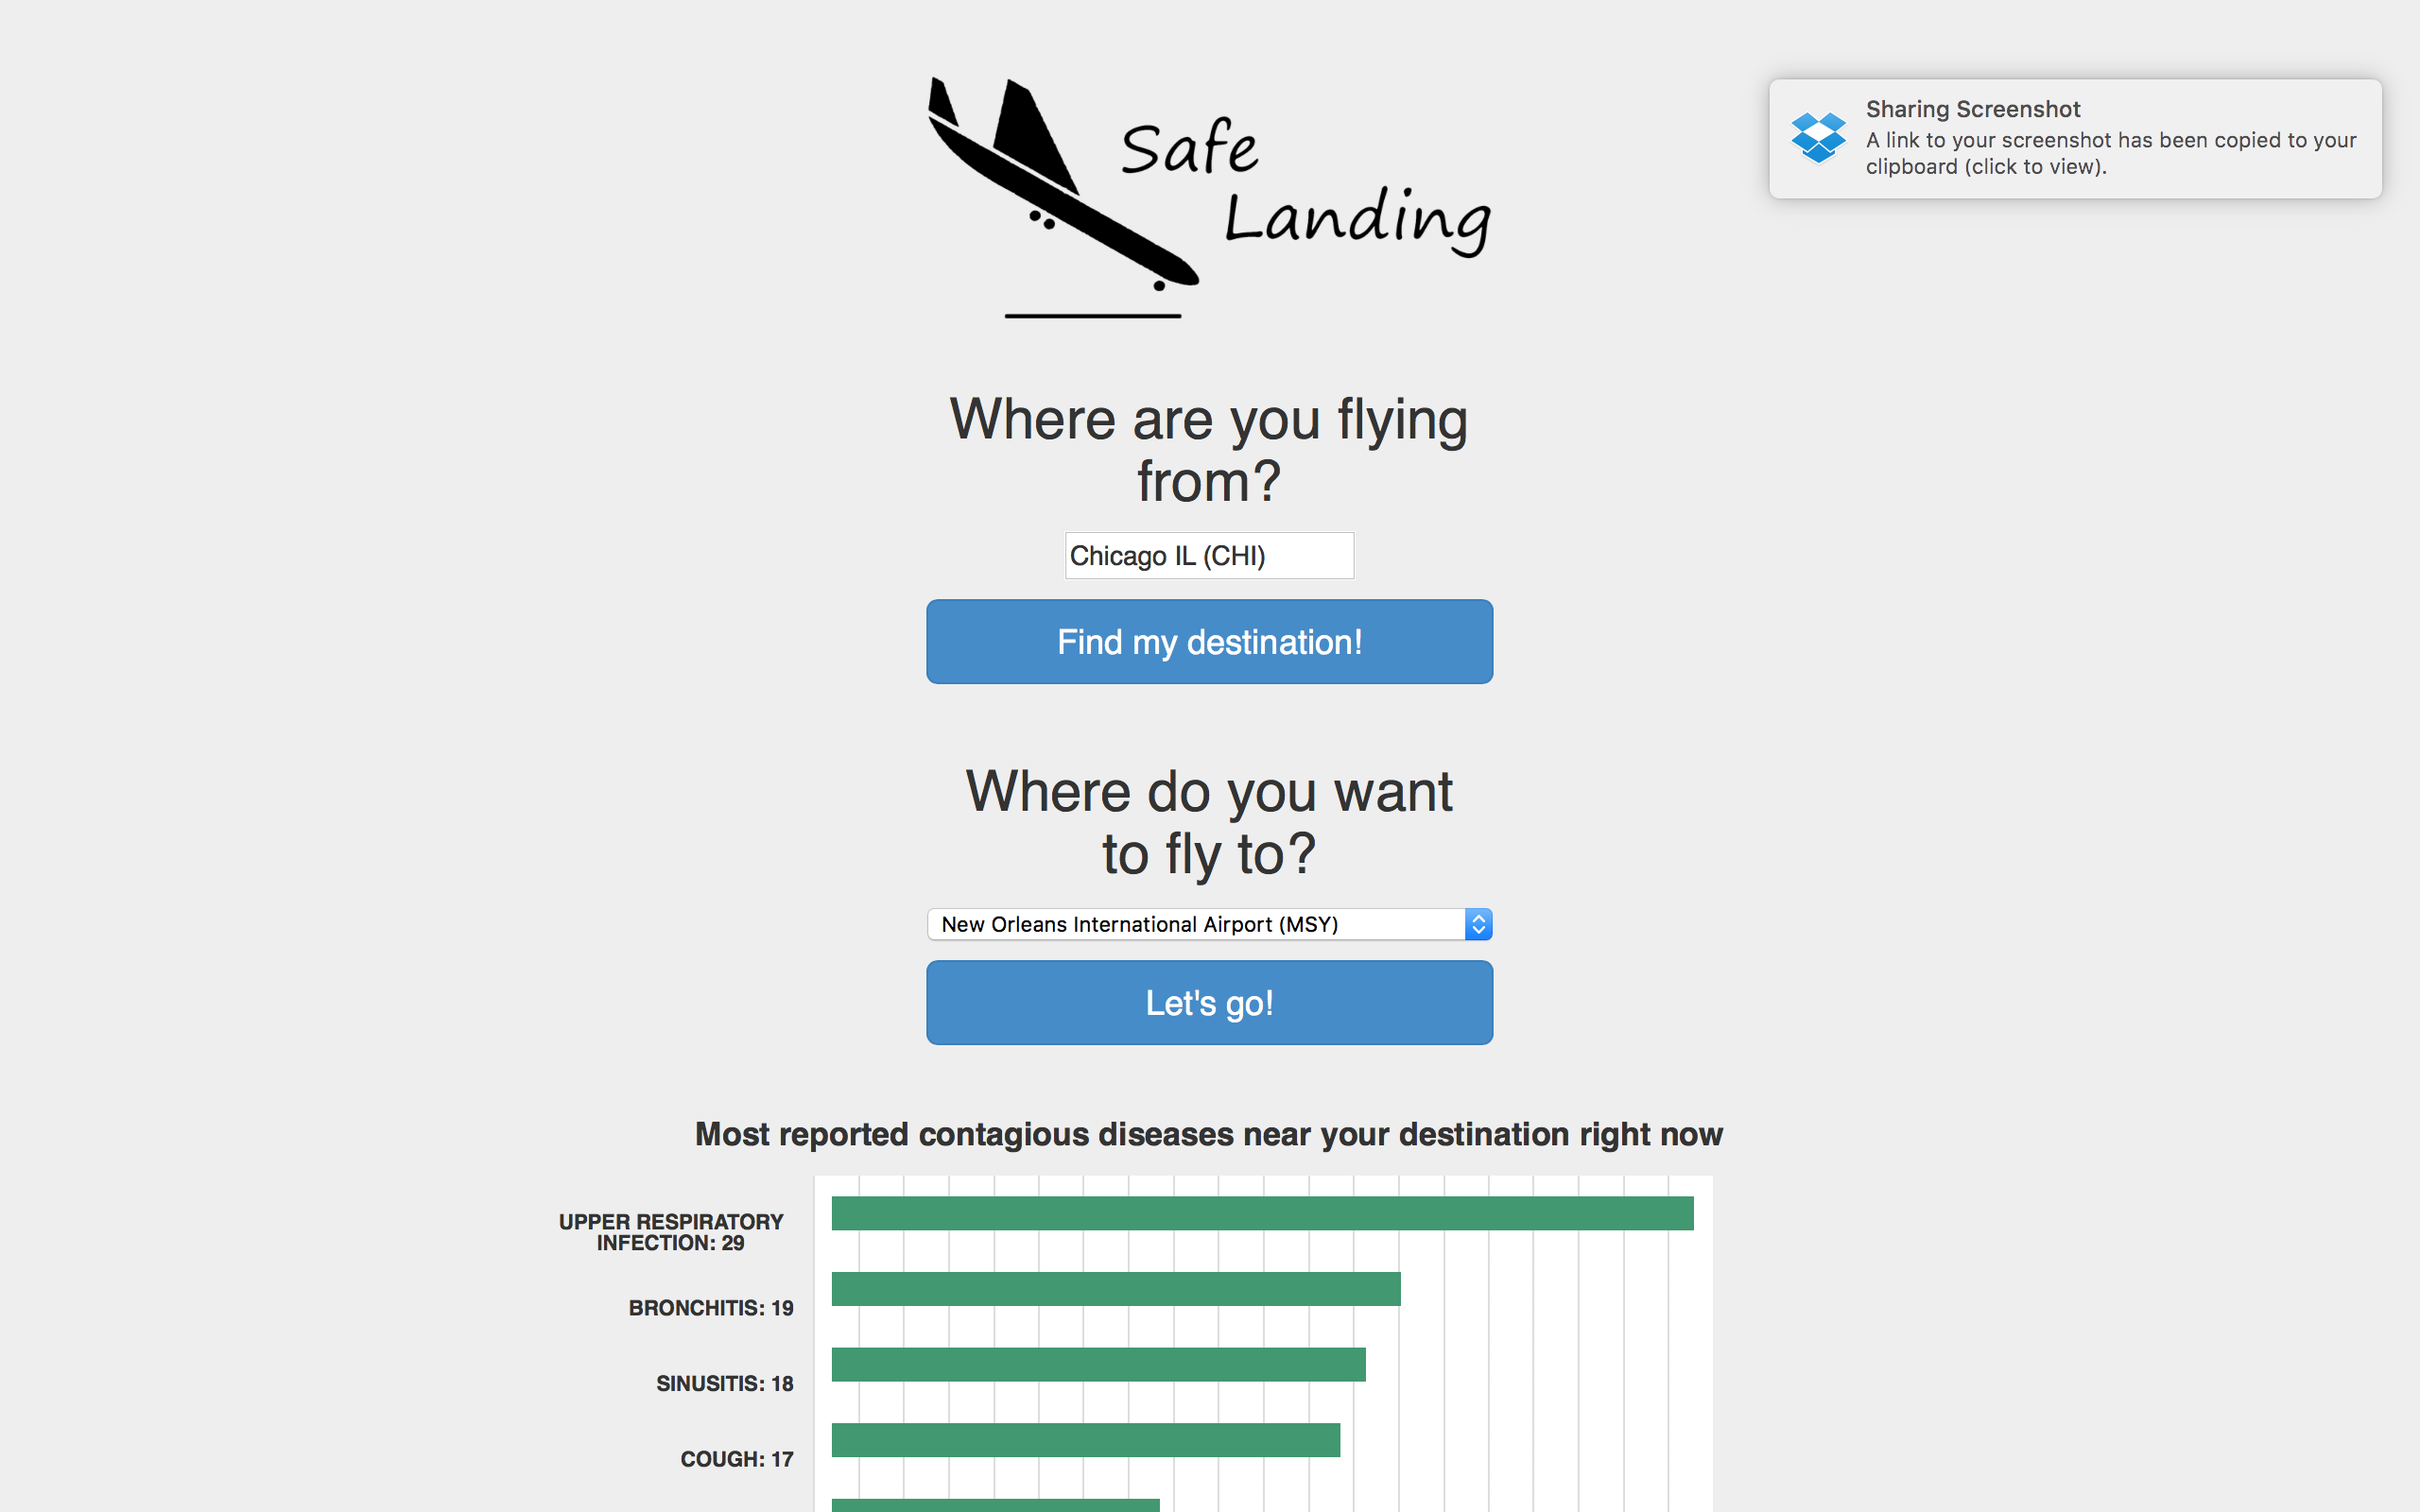 Safe
Landing
Sharing Screenshot
A link to your screenshot has been copied to your
clipboard (click to view).
Where are you flying
from?
Chicago IL (CHI)
Find my destination!
Where do you want
to fly to?
New Orleans International Airport (MSY)
Let's go!
Most reported contagious diseases near your destination right now
UPPER RESPIRATORY
INFECTION: 29
BRONCHITIS: 19
SINUSITIS: 18
COUGH: 17